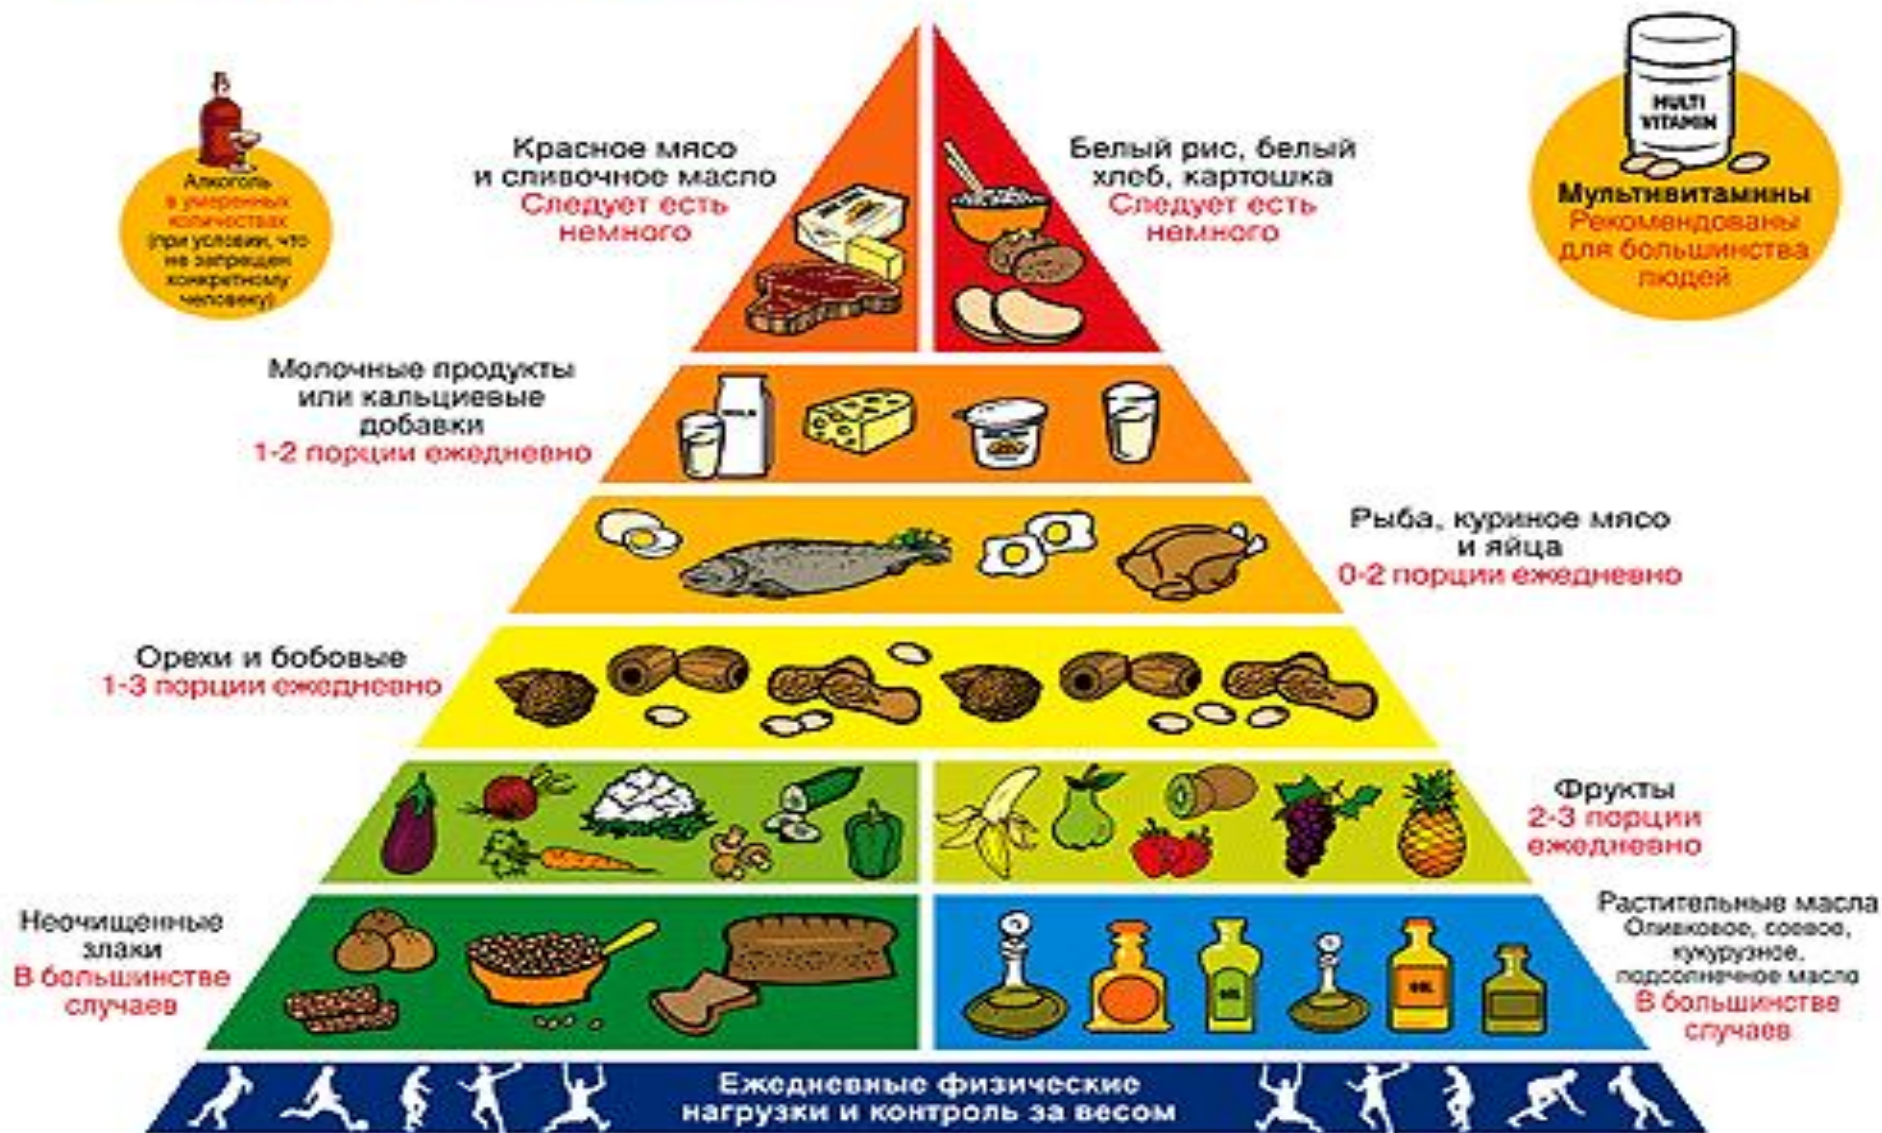 Алкоголь
в умеренных
количествах
(при условии, что
не запрещен
конкретному
человеку)
Красное мясо
и сливочное масло
Следует есть
немного
Белый рис, белый
хлеб, картошка
Следует есть
немного
MULTI
VITAMIN
Мультивитамины
Рекомендованы
для большинства
людей
Молочные продукты
или кальциевые
добавки
1-2 порции ежедневно
MILK
Рыба, куриное мясо
и яйца
0-2 порции ежедневно
Орехи и бобовые
1-3 порции ежедневно
Фрукты
2-3 порции
ежедневно
Неочищенные
злаки
В большинстве
случаев
Растительные масла
Оливковое, соевое,
кукурузное,
подсолнечное масло
В большинстве
случаев
OIL
OIL
Ежедневные физические
нагрузки и контроль за весом